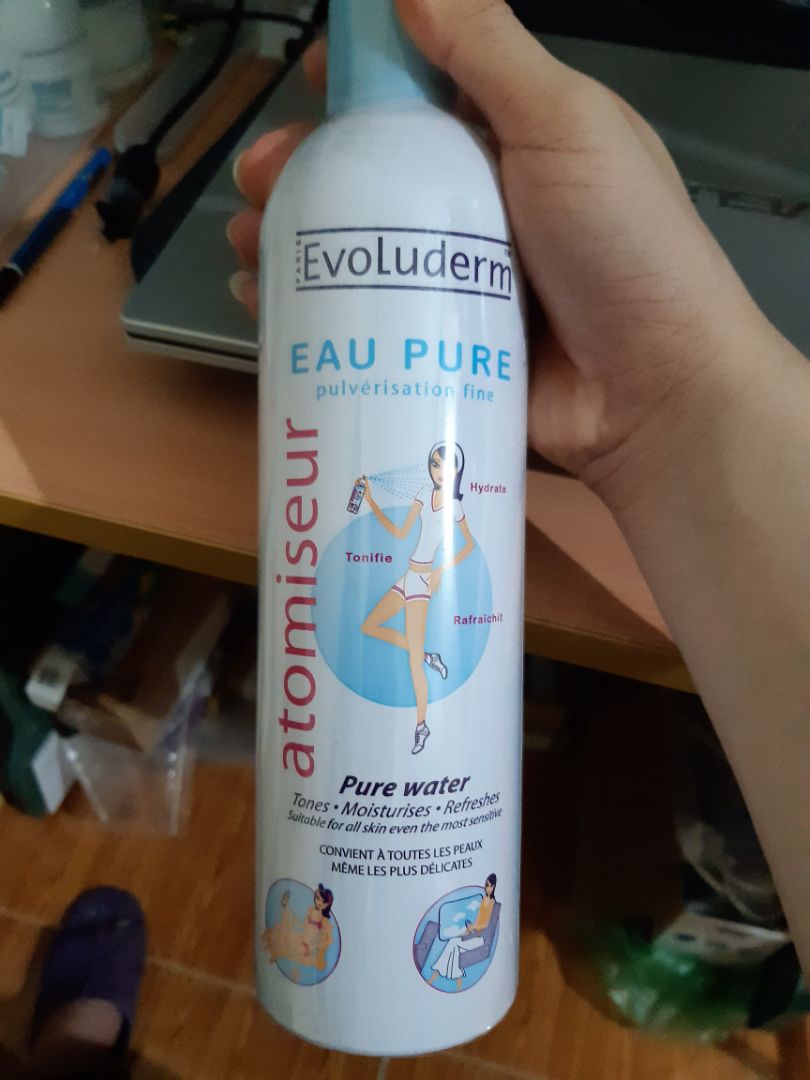 PARIS
EvoLuderm™
EAU PURE
pulvérisation fine
atomiseur
Hydrate
Tonifie
Rafraîchit
Pure water
Tones • Moisturises • Refreshes
Suitable for all skin even the most sensitive
CONVIENT À TOUTES LES PEAUX
MÊME LES PLUS DÉLICATES